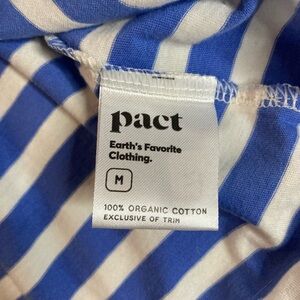 pact
Earth's Favorite
Clothing.
M
100% ORGANIC COTTON
EXCLUSIVE OF TRIM